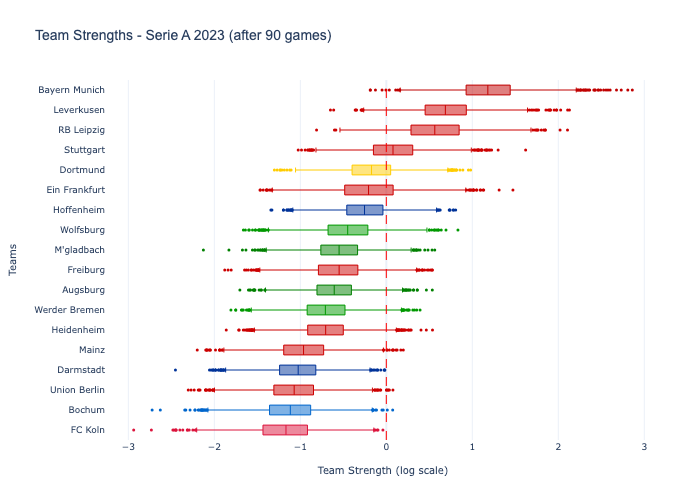 Team Strengths - Serie A 2023 (after 90 games)
Bayern Munich
Leverkusen
RB Leipzig
Stuttgart
Dortmund
Ein Frankfurt
Hoffenheim
Wolfsburg
M'gladbach
Freiburg
Augsburg
Werder Bremen
Heidenheim
Mainz
Darmstadt
Union Berlin
Bochum
FC Koln
Teams
−3 −2 −1 0 1 2 3
Team Strength (log scale)